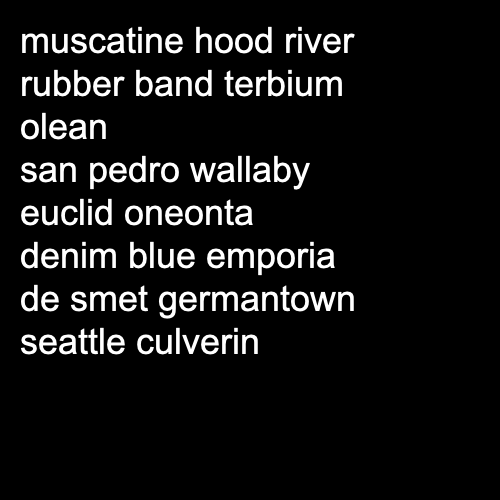 muscatine hood river
rubber band terbium
olean
san pedro wallaby
euclid oneonta
denim blue emporia
de smet germantown
seattle culverin